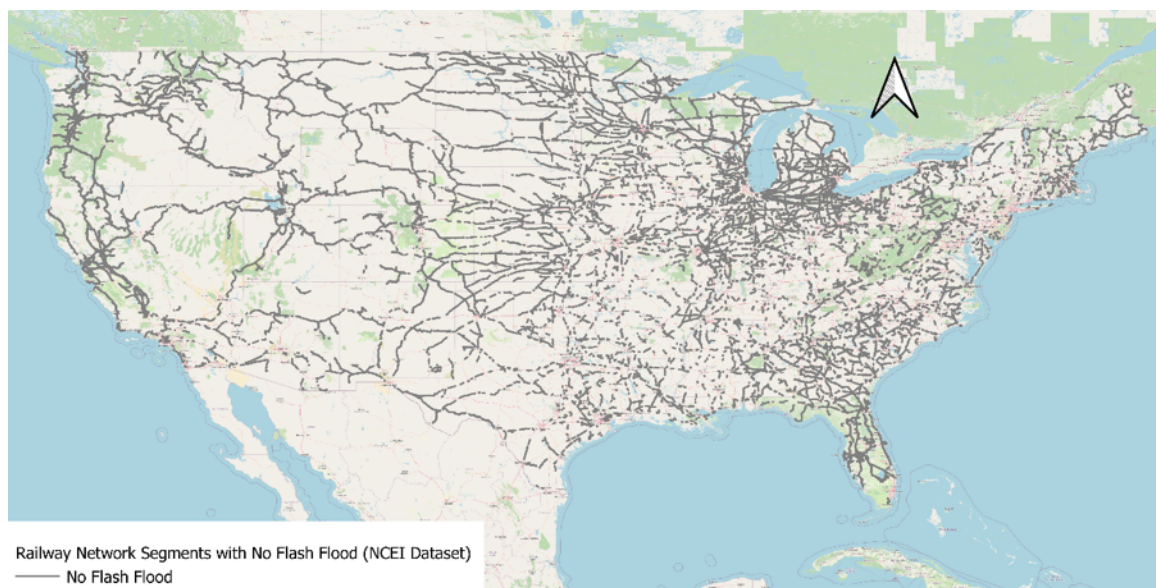 Railway Network Segments with No Flash Flood (NCEI Dataset)
No Flash Flood